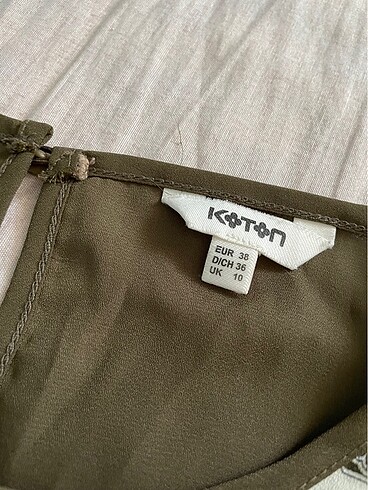 KOTON
EUR 38
D/CH 36
UK 10